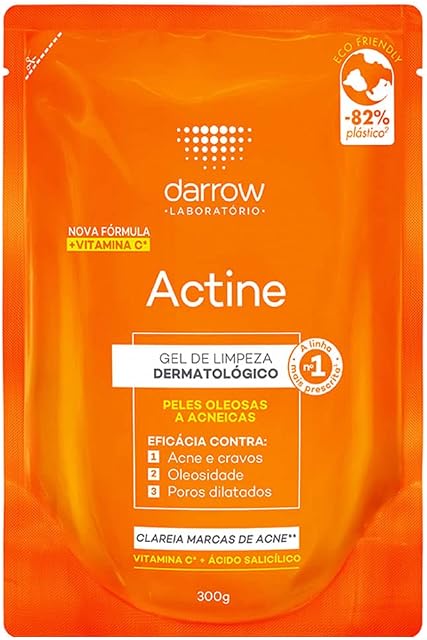 ECO FRIENDLY
-82%
plástico²
darrow
•LABORATÓRIO•
NOVA FÓRMULA
+VITAMINA C*
Actine
GEL DE LIMPEZA
DERMATOLÓGICO
A linha
nº1
mais prescrita¹
PELES OLEOSAS
A ACNEICAS
EFICÁCIA CONTRA:
1 Acne e cravos
2 Oleosidade
3 Poros dilatados
CLAREIA MARCAS DE ACNE**
VITAMINA C* + ÁCIDO SALICÍLICO
300g